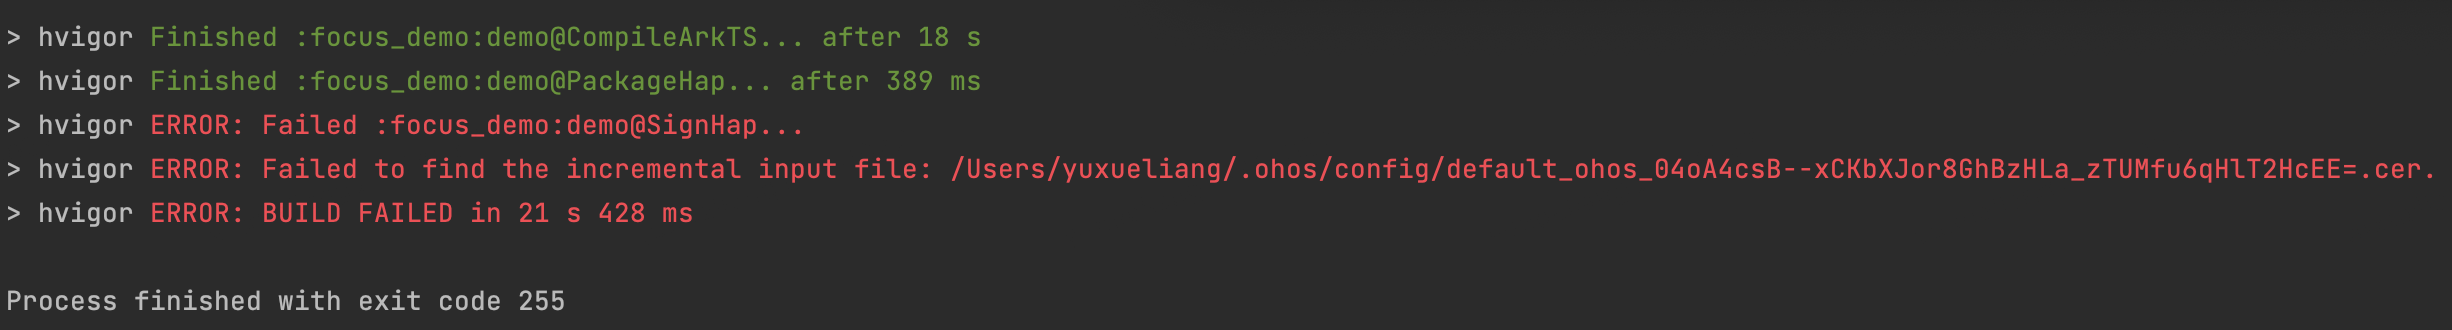 > hvigor Finished :focus_demo:demo@CompileArkTS... after 18 s
> hvigor Finished :focus_demo:demo@PackageHap... after 389 ms
> hvigor ERROR: Failed :focus_demo:demo@SignHap...
> hvigor ERROR: Failed to find the incremental input file: /Users/yuxueliang/.ohos/config/default_ohos_04oA4csB--xCKbXJor8GhBzHLa_zTUMfu6qHlT2HcEE=.cer.
> hvigor ERROR: BUILD FAILED in 21 s 428 ms
Process finished with exit code 255